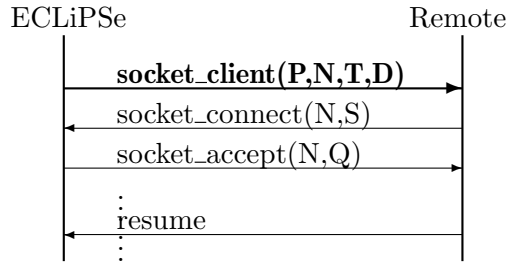 ECLiPSe Remote
socket_client(P,N,T,D)
socket_connect(N,S)
socket_accept(N,Q)
resume